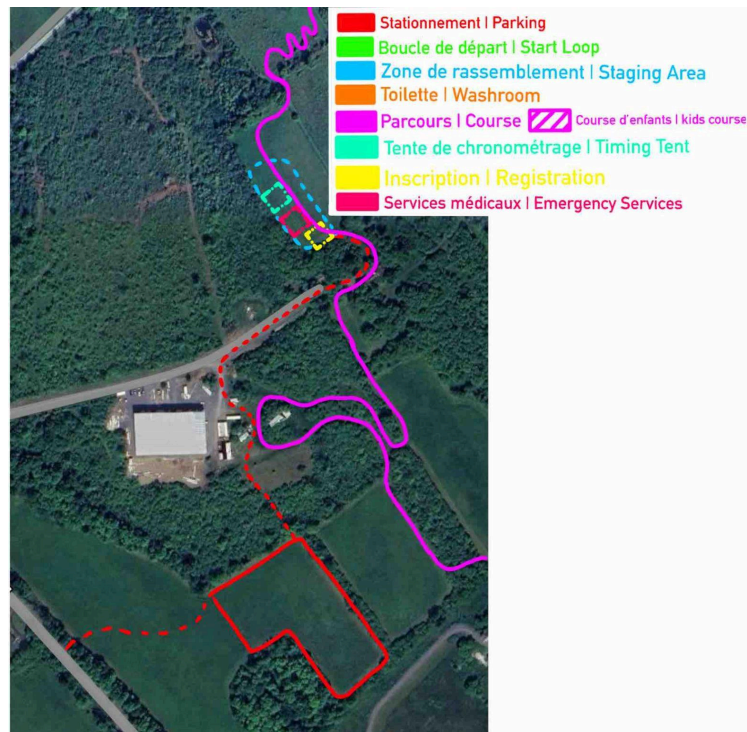 Stationnement | Parking
Boucle de départ | Start Loop
Zone de rassemblement | Staging Area
Toilette | Washroom
Parcours | Course Course d'enfants | kids course
Tente de chronométrage | Timing Tent
Inscription | Registration
Services médicaux | Emergency Services